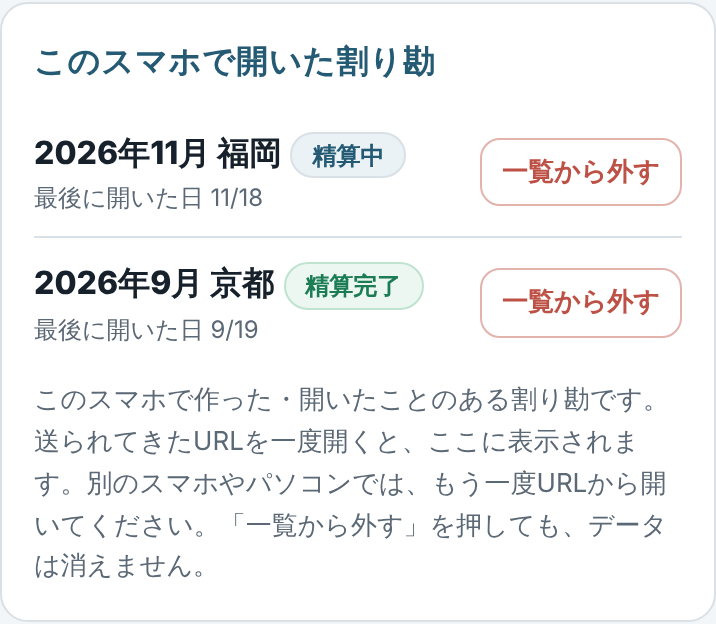 このスマホで開いた割り勘
2026年11月 福岡 精算中
一覧から外す
最後に開いた日 11/18
2026年9月 京都 精算完了
一覧から外す
最後に開いた日 9/19
このスマホで作った・開いたことのある割り勘です。
送られてきたURLを一度開くと、ここに表示されま
す。別のスマホやパソコンでは、もう一度URLから開
いてください。「一覧から外す」を押しても、データ
は消えません。